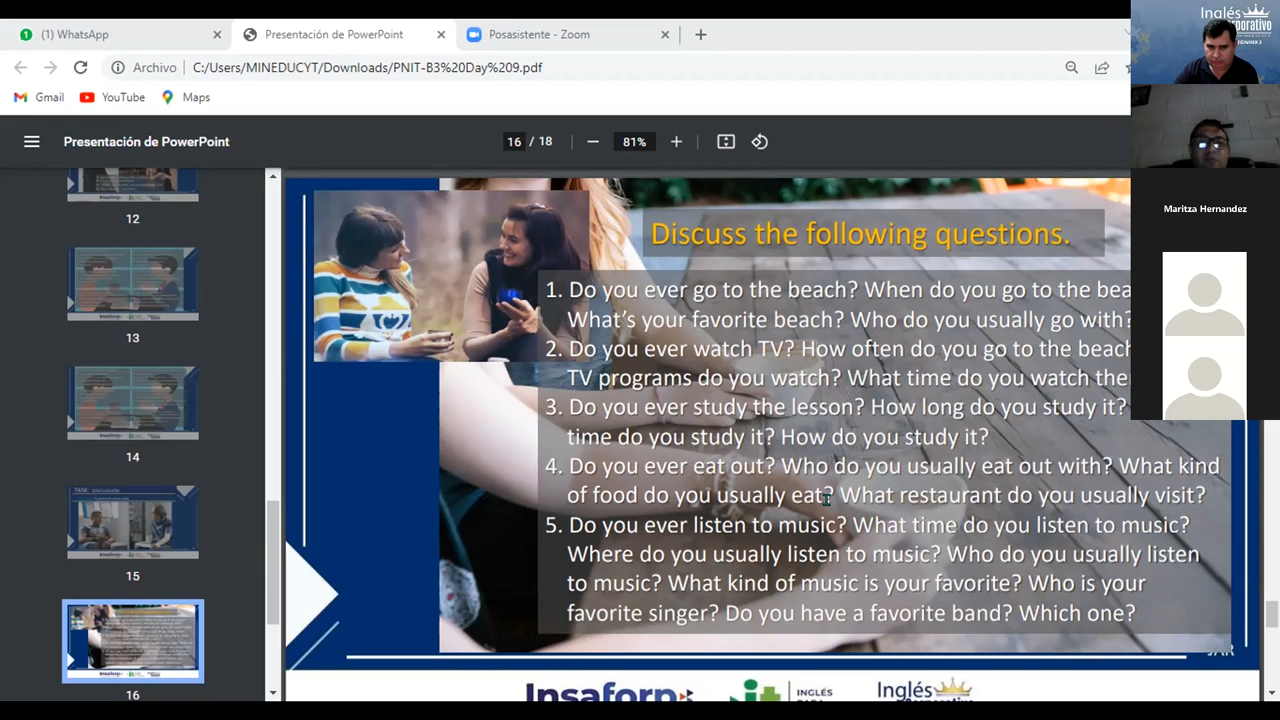 (1) WhatsApp
Presentación de PowerPoint
Posasistente - Zoom
Archivo
C:/Users/MINEDUCYT/Downloads/PNIT-B3%20Day%209.pdf
Gmail
YouTube
Maps
Presentación de PowerPoint
16 / 18
81%
Inglés
Maritza Hernandez
12
13
14
15
16
Discuss the following questions.
1. Do you ever go to the beach? When do you go to the bea
What's your favorite beach? Who do you usually go with?
2. Do you ever watch TV? How often do you go to the beach
TV programs do you watch? What time do you watch the
3. Do you ever study the lesson? How long do you study it?
time do you study it? How do you study it?
4. Do you ever eat out? Who do you usually eat out with? What kind
of food do you usually eat? What restaurant do you usually visit?
5. Do you ever listen to music? What time do you listen to music?
Where do you usually listen to music? Who do you usually listen
to music? What kind of music is your favorite? Who is your
favorite singer? Do you have a favorite band? Which one?
JAR
Insaforp
INGLÉS
Inglés